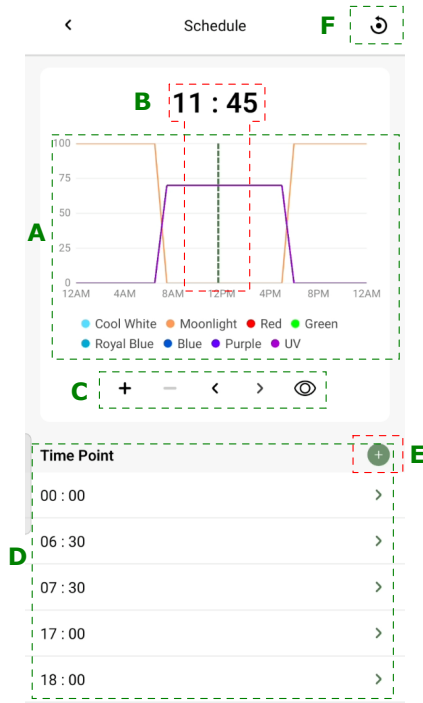 Schedule F
B 11 : 45
100
75
50
A
25
0
12AM 4AM 8AM 12PM 4PM 8PM 12AM
Cool White Moonlight Red Green
Royal Blue Blue Purple UV
C + − < >
Time Point + E
00 : 00
06 : 30
D
07 : 30
17 : 00
18 : 00